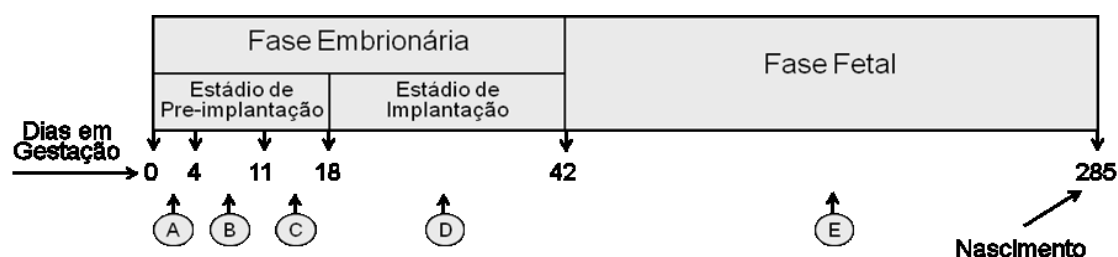 Fase Embrionária
Fase Fetal
Estádio de
Pre-implantação
Estádio de
Implantação
Dias em
Gestação
0 4 11 18 42 285
A B C D E
Nascimento